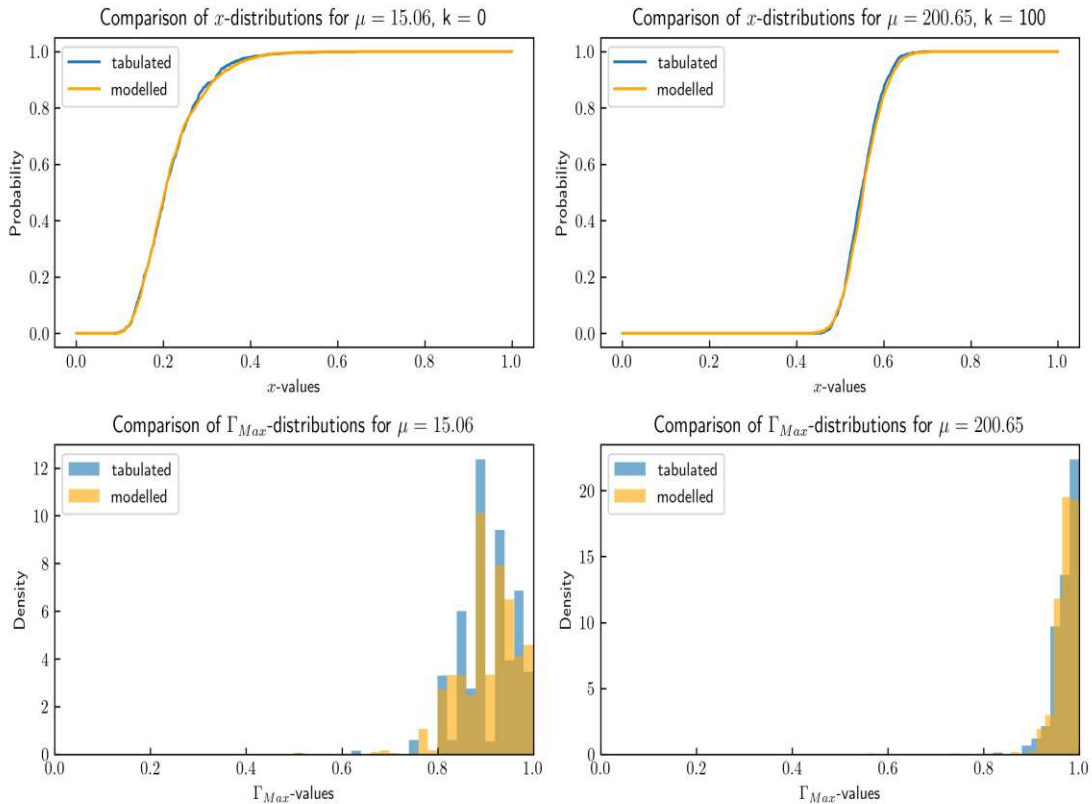 Comparison of x-distributions for μ = 15.06, k = 0
Probability
1.0
0.8
0.6
0.4
0.2
0.0
tabulated
modelled
0.0 0.2 0.4 0.6 0.8 1.0
x-values
Comparison of x-distributions for μ = 200.65, k = 100
Probability
1.0
0.8
0.6
0.4
0.2
0.0
tabulated
modelled
0.0 0.2 0.4 0.6 0.8 1.0
x-values
Comparison of Γ_Max-distributions for μ = 15.06
Density
12
10
8
6
4
2
0
tabulated
modelled
0.0 0.2 0.4 0.6 0.8 1.0
Γ_Max-values
Comparison of Γ_Max-distributions for μ = 200.65
Density
20
15
10
5
0
tabulated
modelled
0.0 0.2 0.4 0.6 0.8 1.0
Γ_Max-values